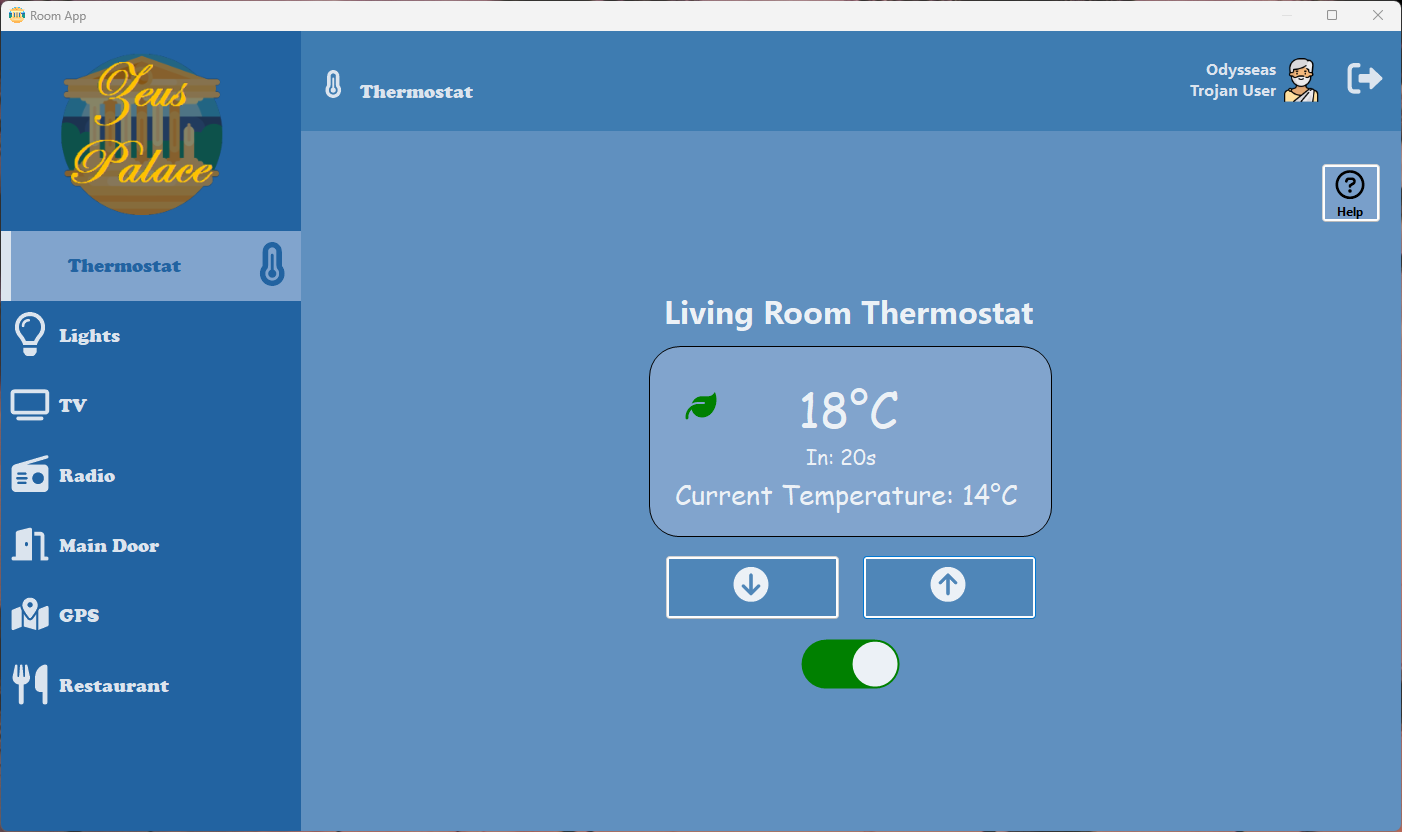 Room App
Zeus
Palace
Thermostat
Odysseas
Trojan User
?
Help
Thermostat
Lights
TV
Radio
Main Door
GPS
Restaurant
Living Room Thermostat
18°C
In: 20s
Current Temperature: 14°C